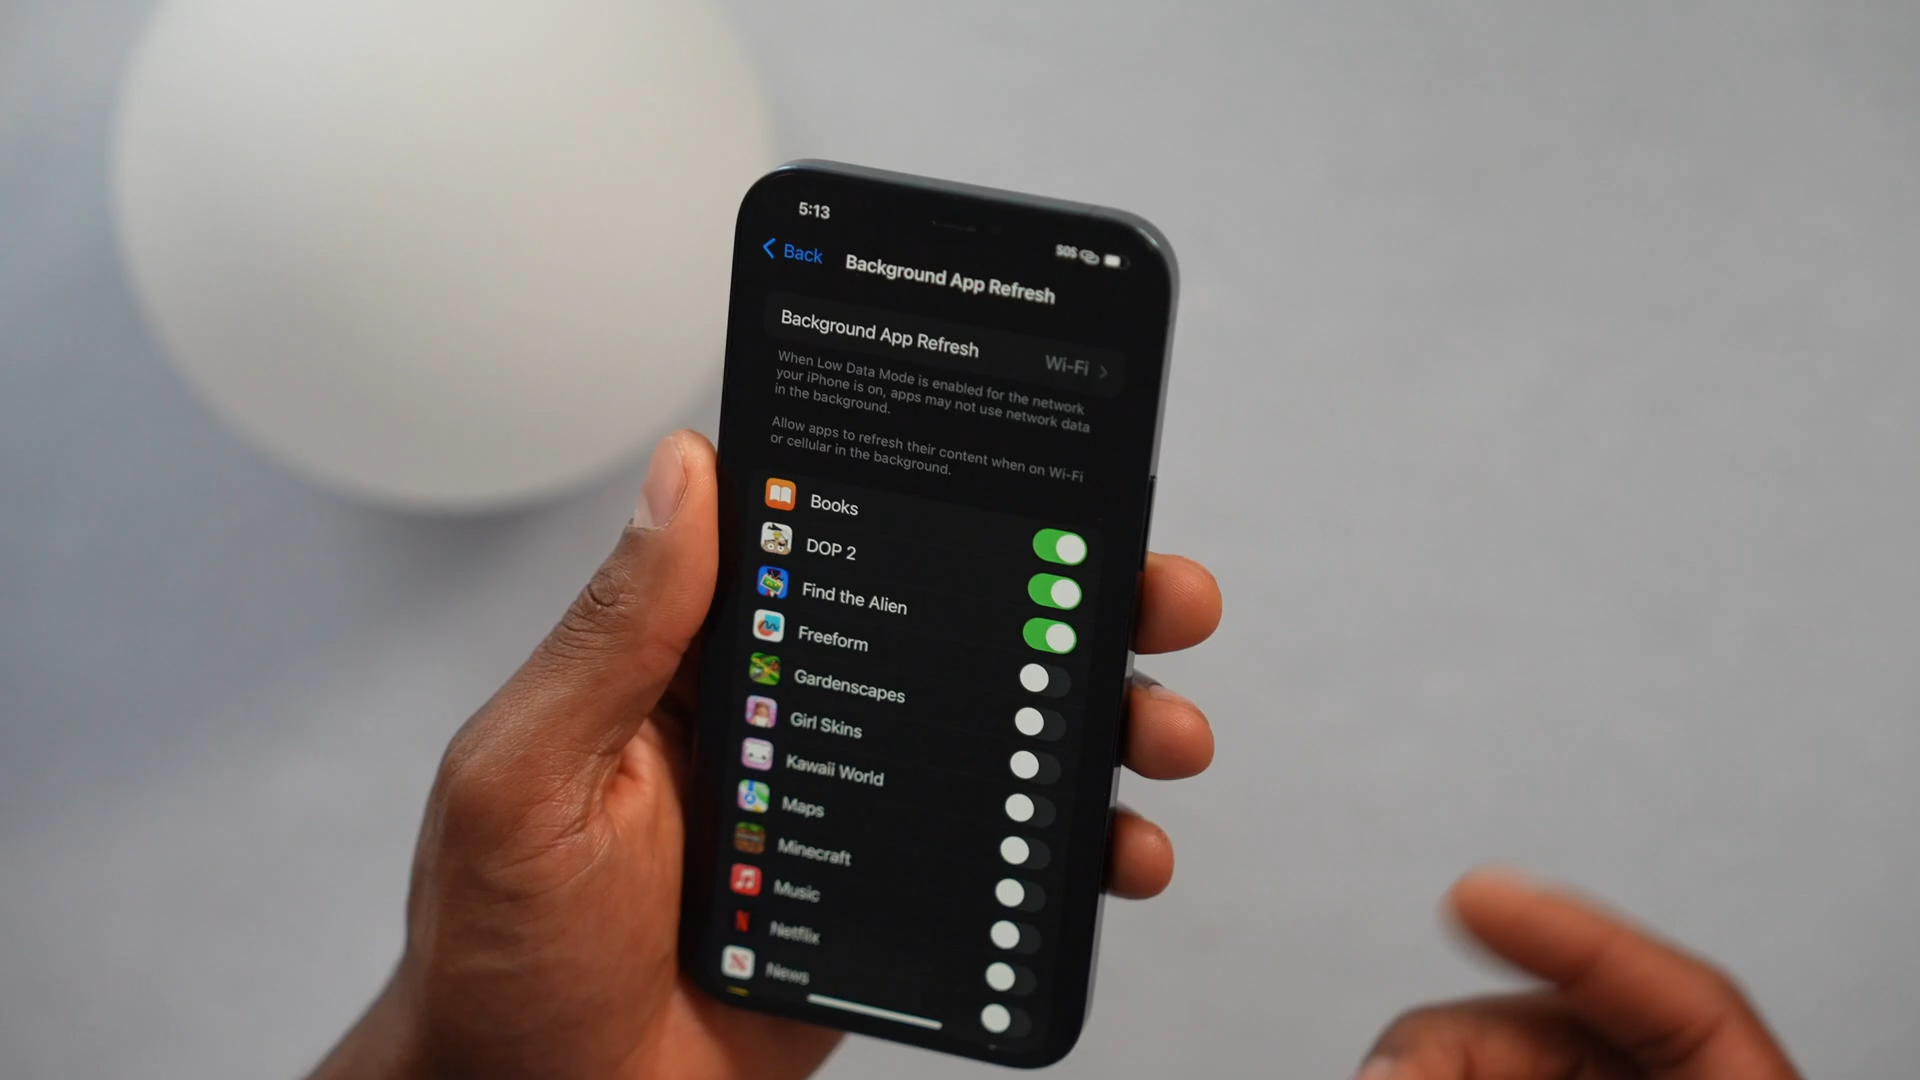 5:13
SOS
Back
Background App Refresh
Background App Refresh
Wi-Fi
When Low Data Mode is enabled for the network
your iPhone is on, apps may not use network data
in the background.
Allow apps to refresh their content when on Wi-Fi
or cellular in the background.
Books
DOP 2
Find the Alien
Freeform
Gardenscapes
Girl Skins
Kawaii World
Maps
Minecraft
Music
Netflix
News